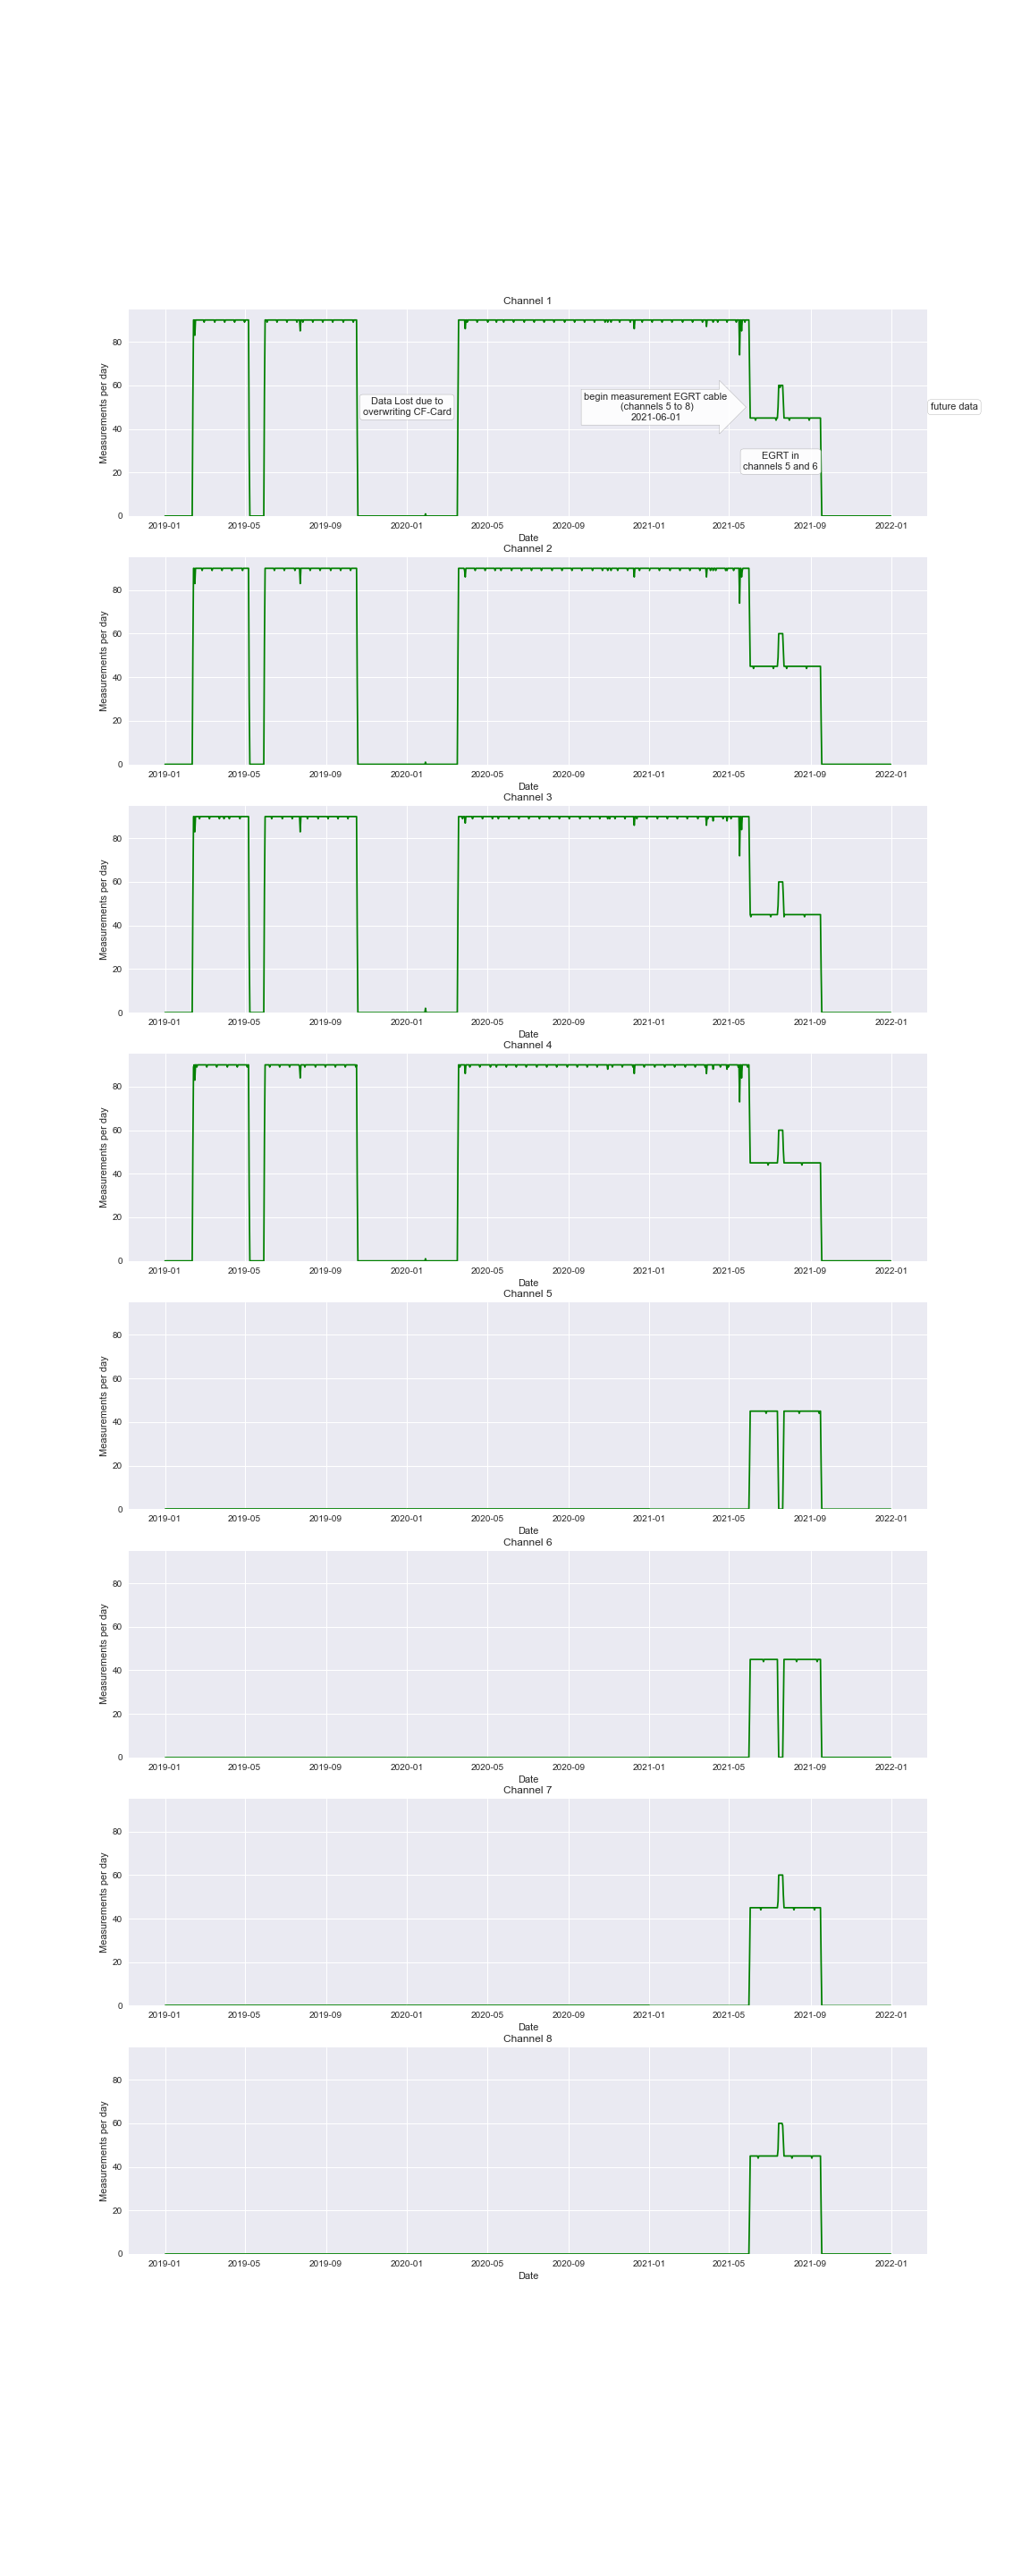 Channel 1
Measurements per day
80
60
40
20
0
Data Lost due to
overwriting CF-Card
begin measurement EGRT cable
(channels 5 to 8)
2021-06-01
EGRT in
channels 5 and 6
future data
2019-01 2019-05 2019-09 2020-01 2020-05 2020-09 2021-01 2021-05 2021-09 2022-01
Date
Channel 2
Measurements per day
80
60
40
20
0
2019-01 2019-05 2019-09 2020-01 2020-05 2020-09 2021-01 2021-05 2021-09 2022-01
Date
Channel 3
Measurements per day
80
60
40
20
0
2019-01 2019-05 2019-09 2020-01 2020-05 2020-09 2021-01 2021-05 2021-09 2022-01
Date
Channel 4
Measurements per day
80
60
40
20
0
2019-01 2019-05 2019-09 2020-01 2020-05 2020-09 2021-01 2021-05 2021-09 2022-01
Date
Channel 5
Measurements per day
80
60
40
20
0
2019-01 2019-05 2019-09 2020-01 2020-05 2020-09 2021-01 2021-05 2021-09 2022-01
Date
Channel 6
Measurements per day
80
60
40
20
0
2019-01 2019-05 2019-09 2020-01 2020-05 2020-09 2021-01 2021-05 2021-09 2022-01
Date
Channel 7
Measurements per day
80
60
40
20
0
2019-01 2019-05 2019-09 2020-01 2020-05 2020-09 2021-01 2021-05 2021-09 2022-01
Date
Channel 8
Measurements per day
80
60
40
20
0
2019-01 2019-05 2019-09 2020-01 2020-05 2020-09 2021-01 2021-05 2021-09 2022-01
Date